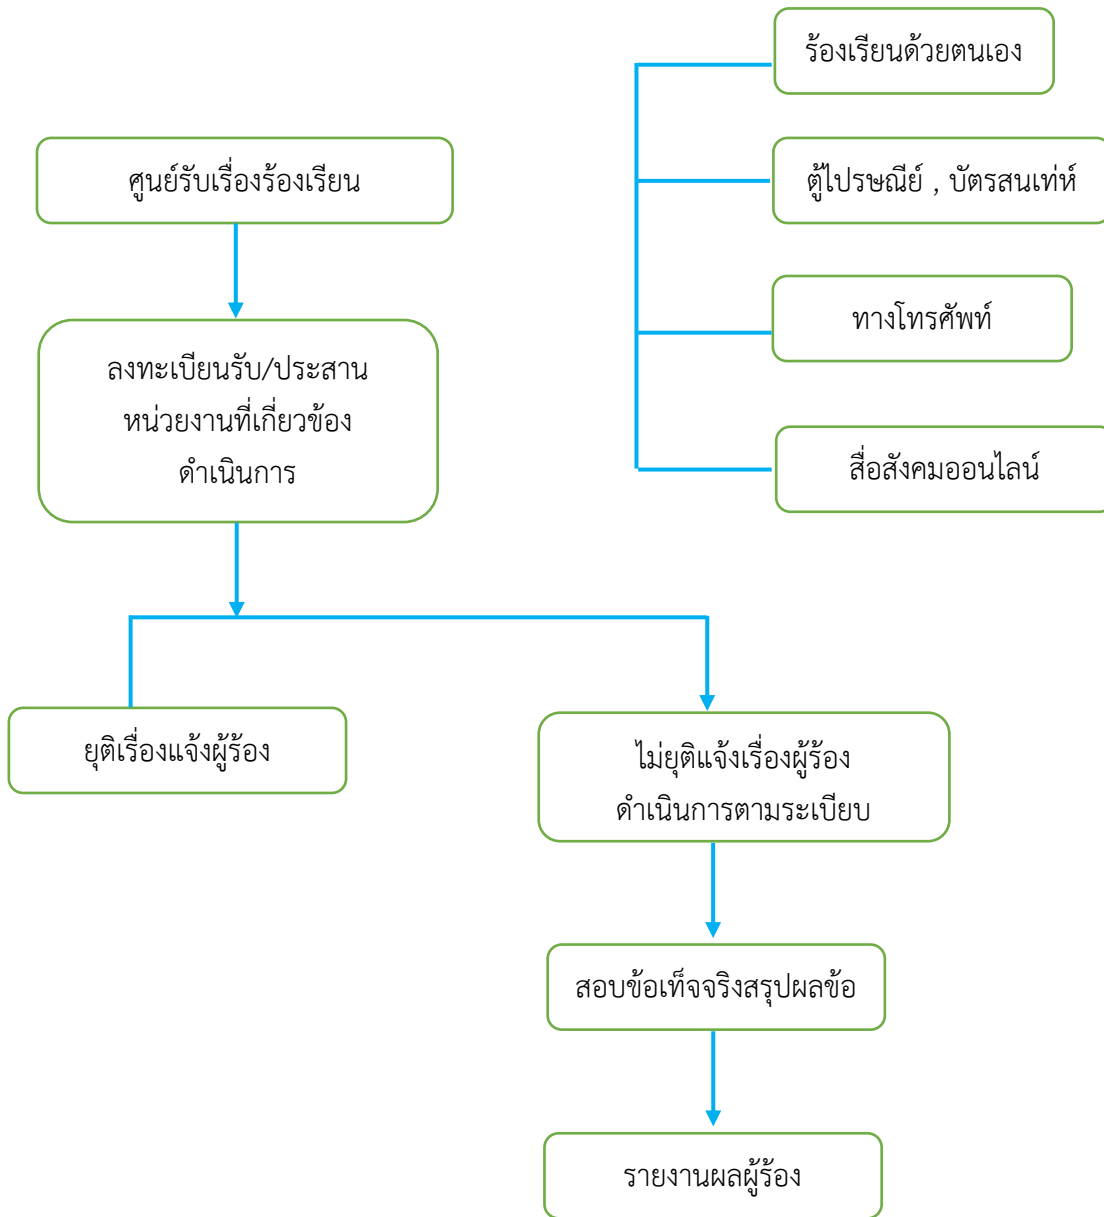 ร้องเรียนด้วยตนเอง
ศูนย์รับเรื่องร้องเรียน
ตู้ไปรษณีย์ , บัตรสนเท่ห์
ทางโทรศัพท์
ลงทะเบียนรับ/ประสาน
หน่วยงานที่เกี่ยวข้อง
ดำเนินการ
สื่อสังคมออนไลน์
ยุติเรื่องแจ้งผู้ร้อง
ไม่ยุติแจ้งเรื่องผู้ร้อง
ดำเนินการตามระเบียบ
สอบข้อเท็จจริงสรุปผลข้อ
รายงานผลผู้ร้อง